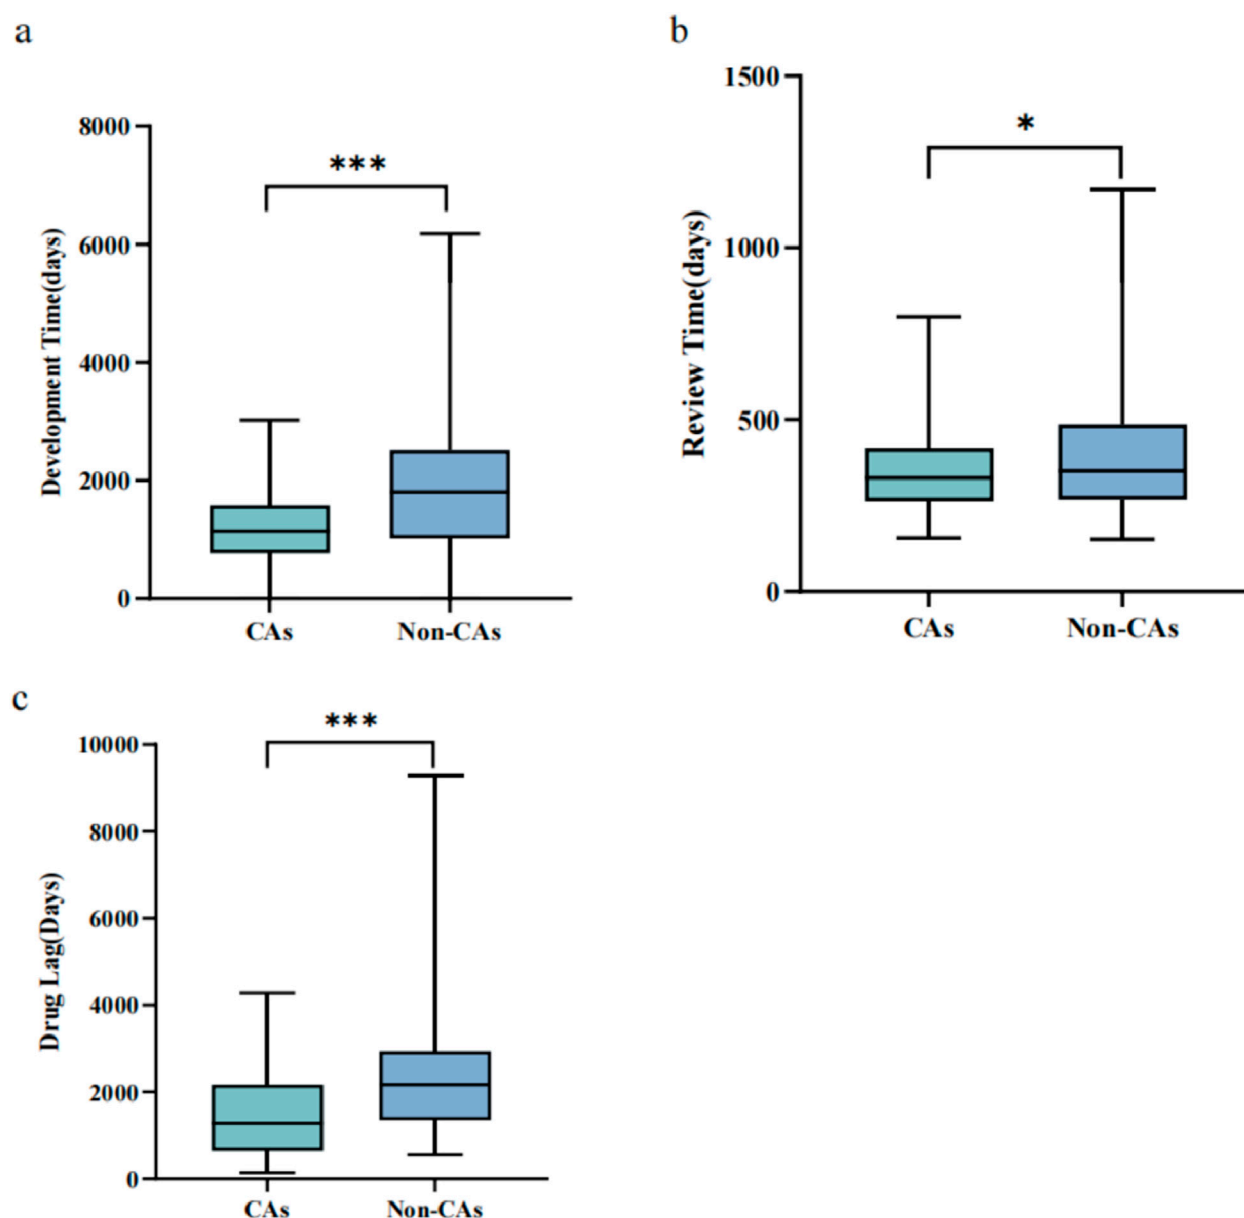 a
***
8000
6000
4000
2000
0
Development Time(days)
CAs
Non-CAs
b
*
1500
1000
500
0
Review Time(days)
CAs
Non-CAs
c
***
10000
8000
6000
4000
2000
0
Drug Lag(Days)
CAs
Non-CAs